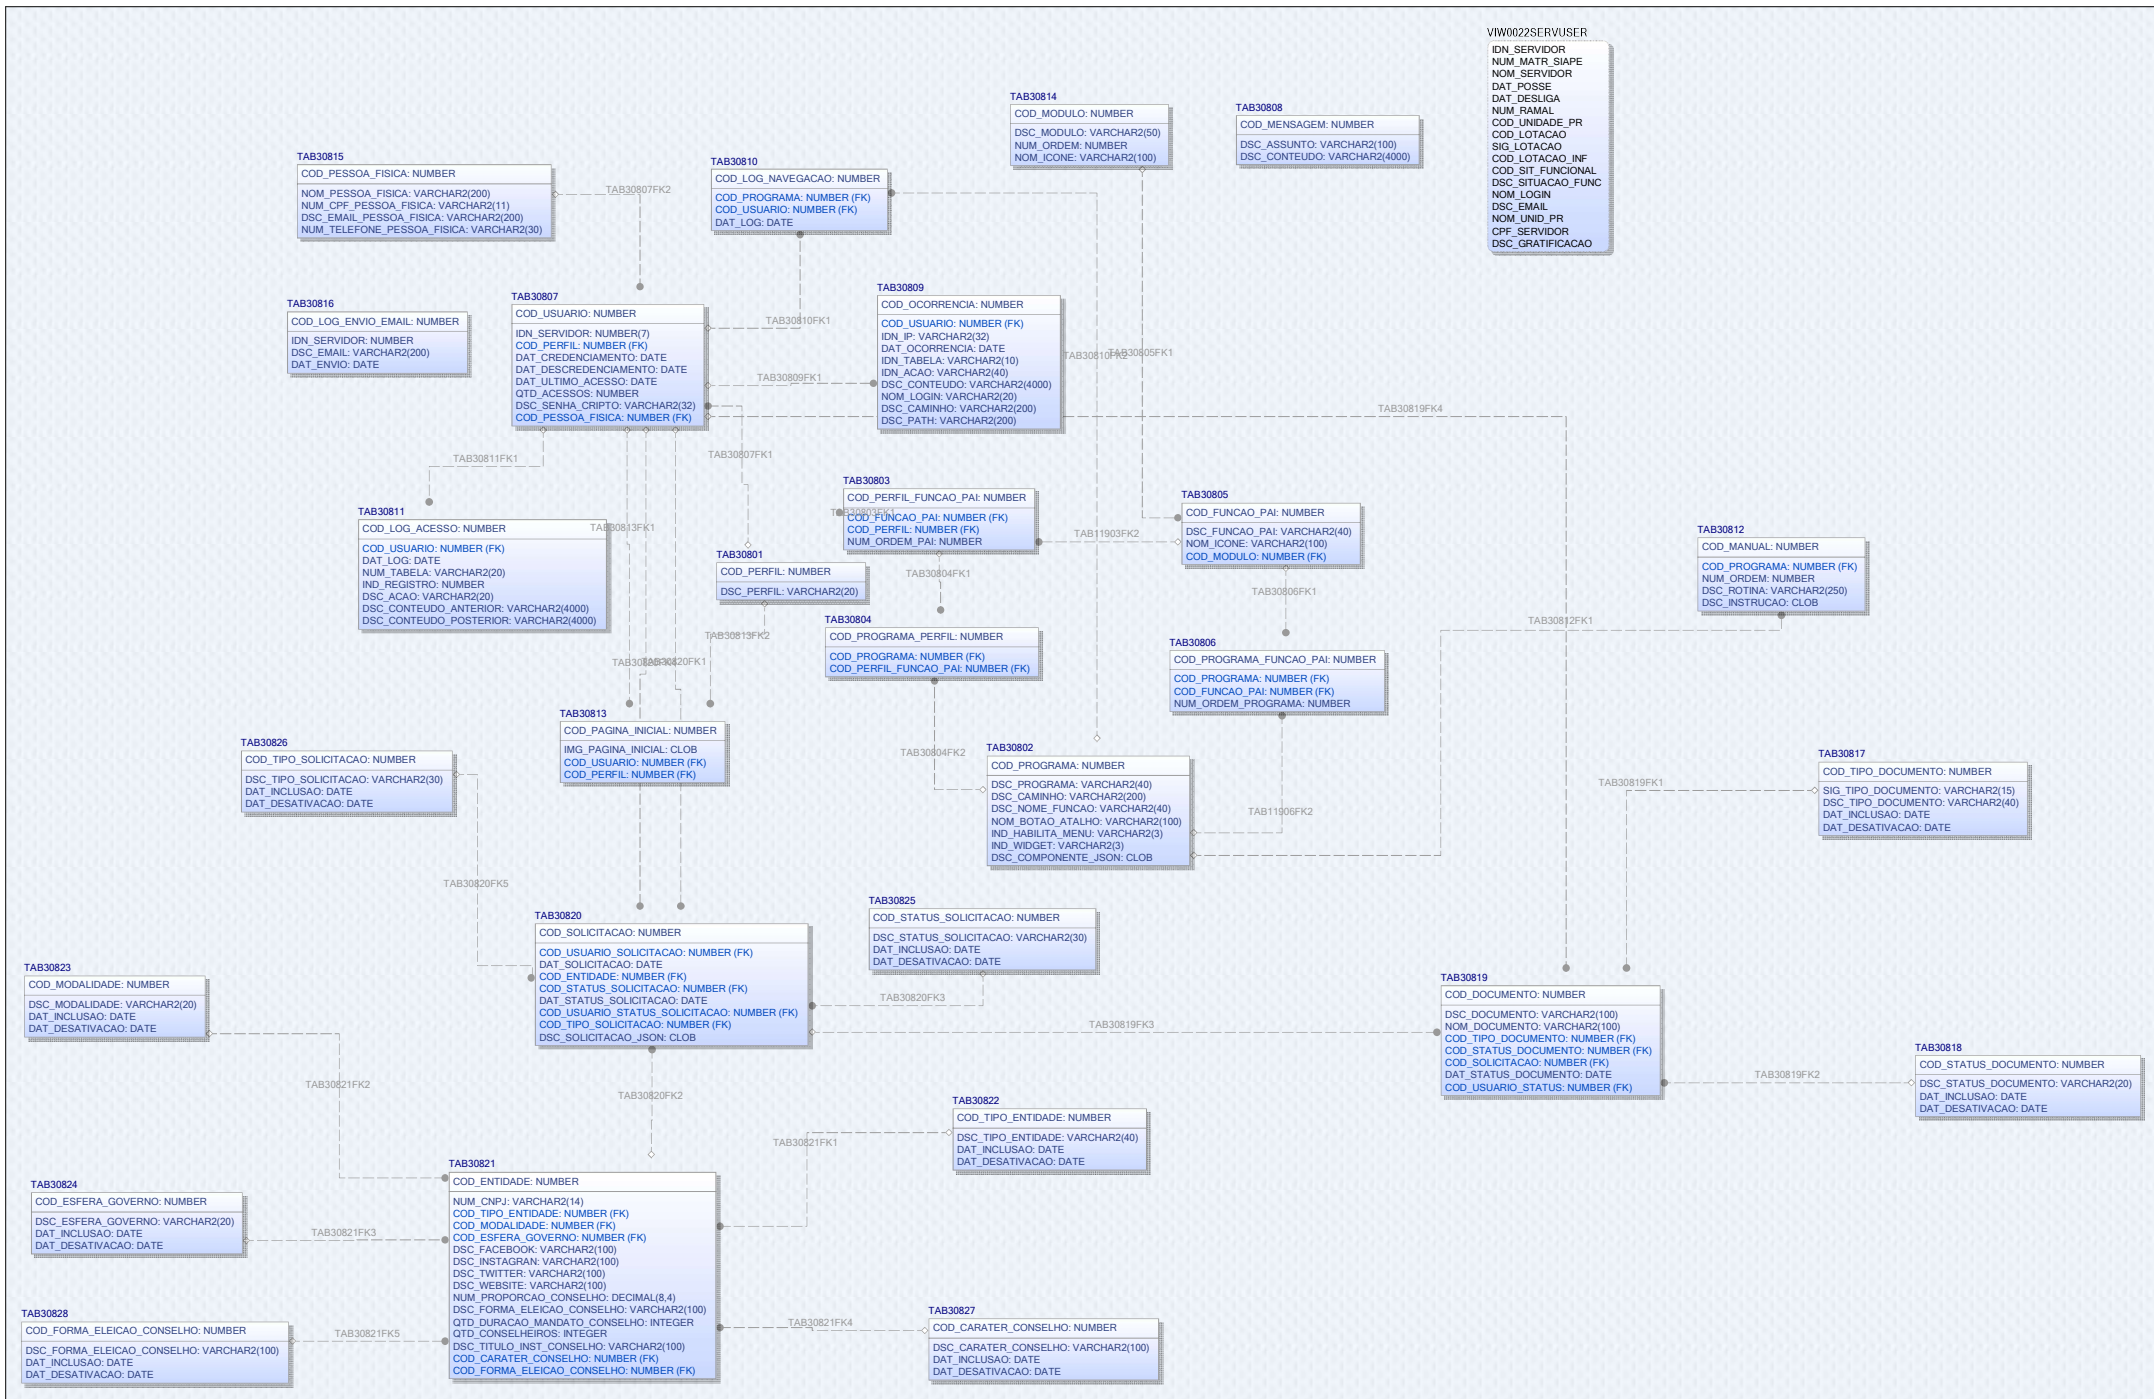 VIW0022SERVUSER
IDN_SERVIDOR
NUM_MATR_SIAPE
NOM_SERVIDOR
DAT_POSSE
DAT_DESLIGA
NUM_RAMAL
COD_UNIDADE_PR
COD_LOTACAO
SIG_LOTACAO
COD_LOTACAO_INF
COD_SIT_FUNCIONAL
DSC_SITUACAO_FUNC
NOM_LOGIN
DSC_EMAIL
NOM_UNID_PR
CPF_SERVIDOR
DSC_GRATIFICACAO
TAB30814
COD_MODULO: NUMBER
DSC_MODULO: VARCHAR2(50)
NUM_ORDEM: NUMBER
NOM_ICONE: VARCHAR2(100)
TAB30808
COD_MENSAGEM: NUMBER
DSC_ASSUNTO: VARCHAR2(100)
DSC_CONTEUDO: VARCHAR2(4000)
TAB30815
COD_PESSOA_FISICA: NUMBER
NOM_PESSOA_FISICA: VARCHAR2(200)
NUM_CPF_PESSOA_FISICA: VARCHAR2(11)
DSC_EMAIL_PESSOA_FISICA: VARCHAR2(200)
NUM_TELEFONE_PESSOA_FISICA: VARCHAR2(30)
TAB30807FK2
TAB30810
COD_LOG_NAVEGACAO: NUMBER
COD_PROGRAMA: NUMBER (FK)
COD_USUARIO: NUMBER (FK)
DAT_LOG: DATE
TAB30816
COD_LOG_ENVIO_EMAIL: NUMBER
IDN_SERVIDOR: NUMBER
DSC_EMAIL: VARCHAR2(200)
DAT_ENVIO: DATE
TAB30807
COD_USUARIO: NUMBER
IDN_SERVIDOR: NUMBER(7)
COD_PERFIL: NUMBER (FK)
DAT_CREDENCIAMENTO: DATE
DAT_DESCREDENCIAMENTO: DATE
DAT_ULTIMO_ACESSO: DATE
QTD_ACESSOS: NUMBER
DSC_SENHA_CRIPTO: VARCHAR2(32)
COD_PESSOA_FISICA: NUMBER (FK)
TAB30810FK1
TAB30809FK1
TAB30809
COD_OCORRENCIA: NUMBER
COD_USUARIO: NUMBER (FK)
IDN_IP: VARCHAR2(32)
DAT_OCORRENCIA: DATE
IDN_TABELA: VARCHAR2(10)
IDN_ACAO: VARCHAR2(40)
DSC_CONTEUDO: VARCHAR2(4000)
NOM_LOGIN: VARCHAR2(20)
DSC_CAMINHO: VARCHAR2(200)
DSC_PATH: VARCHAR2(200)
TAB30810FK2
TAB30805FK1
TAB30819FK4
TAB30811FK1
TAB30807FK1
TAB30811
COD_LOG_ACESSO: NUMBER
COD_USUARIO: NUMBER (FK)
DAT_LOG: DATE
NUM_TABELA: VARCHAR2(20)
IND_REGISTRO: NUMBER
DSC_ACAO: VARCHAR2(20)
DSC_CONTEUDO_ANTERIOR: VARCHAR2(4000)
DSC_CONTEUDO_POSTERIOR: VARCHAR2(4000)
TAB30813FK1
TAB30803
COD_PERFIL_FUNCAO_PAI: NUMBER
COD_FUNCAO_PAI: NUMBER (FK)
COD_PERFIL: NUMBER (FK)
NUM_ORDEM_PAI: NUMBER
TAB30803FK1
TAB11903FK2
TAB30805
COD_FUNCAO_PAI: NUMBER
DSC_FUNCAO_PAI: VARCHAR2(40)
NOM_ICONE: VARCHAR2(100)
COD_MODULO: NUMBER (FK)
TAB30812
COD_MANUAL: NUMBER
COD_PROGRAMA: NUMBER (FK)
NUM_ORDEM: NUMBER
DSC_ROTINA: VARCHAR2(250)
DSC_INSTRUCAO: CLOB
TAB30801
COD_PERFIL: NUMBER
DSC_PERFIL: VARCHAR2(20)
TAB30804FK1
TAB30806FK1
TAB30812FK1
TAB30813FK2
TAB30804
COD_PROGRAMA_PERFIL: NUMBER
COD_PROGRAMA: NUMBER (FK)
COD_PERFIL_FUNCAO_PAI: NUMBER (FK)
TAB30806
COD_PROGRAMA_FUNCAO_PAI: NUMBER
COD_PROGRAMA: NUMBER (FK)
COD_FUNCAO_PAI: NUMBER (FK)
NUM_ORDEM_PROGRAMA: NUMBER
TAB30820FK1
TAB30813
COD_PAGINA_INICIAL: NUMBER
IMG_PAGINA_INICIAL: CLOB
COD_USUARIO: NUMBER (FK)
COD_PERFIL: NUMBER (FK)
TAB30826
COD_TIPO_SOLICITACAO: NUMBER
DSC_TIPO_SOLICITACAO: VARCHAR2(30)
DAT_INCLUSAO: DATE
DAT_DESATIVACAO: DATE
TAB30804FK2
TAB30802
COD_PROGRAMA: NUMBER
DSC_PROGRAMA: VARCHAR2(40)
DSC_CAMINHO: VARCHAR2(200)
DSC_NOME_FUNCAO: VARCHAR2(40)
NOM_BOTAO_ATALHO: VARCHAR2(100)
IND_HABILITA_MENU: VARCHAR2(3)
IND_WIDGET: VARCHAR2(3)
DSC_COMPONENTE_JSON: CLOB
TAB11906FK2
TAB30819FK1
TAB30817
COD_TIPO_DOCUMENTO: NUMBER
SIG_TIPO_DOCUMENTO: VARCHAR2(15)
DSC_TIPO_DOCUMENTO: VARCHAR2(40)
DAT_INCLUSAO: DATE
DAT_DESATIVACAO: DATE
TAB30820FK5
TAB30820
COD_SOLICITACAO: NUMBER
COD_USUARIO_SOLICITACAO: NUMBER (FK)
DAT_SOLICITACAO: DATE
COD_ENTIDADE: NUMBER (FK)
COD_STATUS_SOLICITACAO: NUMBER (FK)
DAT_STATUS_SOLICITACAO: DATE
COD_USUARIO_STATUS_SOLICITACAO: NUMBER (FK)
COD_TIPO_SOLICITACAO: NUMBER (FK)
DSC_SOLICITACAO_JSON: CLOB
TAB30825
COD_STATUS_SOLICITACAO: NUMBER
DSC_STATUS_SOLICITACAO: VARCHAR2(30)
DAT_INCLUSAO: DATE
DAT_DESATIVACAO: DATE
TAB30820FK3
TAB30819FK3
TAB30823
COD_MODALIDADE: NUMBER
DSC_MODALIDADE: VARCHAR2(20)
DAT_INCLUSAO: DATE
DAT_DESATIVACAO: DATE
TAB30819
COD_DOCUMENTO: NUMBER
DSC_DOCUMENTO: VARCHAR2(100)
NOM_DOCUMENTO: VARCHAR2(100)
COD_TIPO_DOCUMENTO: NUMBER (FK)
COD_STATUS_DOCUMENTO: NUMBER (FK)
COD_SOLICITACAO: NUMBER (FK)
DAT_STATUS_DOCUMENTO: DATE
COD_USUARIO_STATUS: NUMBER (FK)
TAB30819FK2
TAB30818
COD_STATUS_DOCUMENTO: NUMBER
DSC_STATUS_DOCUMENTO: VARCHAR2(20)
DAT_INCLUSAO: DATE
DAT_DESATIVACAO: DATE
TAB30821FK2
TAB30820FK2
TAB30821FK1
TAB30822
COD_TIPO_ENTIDADE: NUMBER
DSC_TIPO_ENTIDADE: VARCHAR2(40)
DAT_INCLUSAO: DATE
DAT_DESATIVACAO: DATE
TAB30821
COD_ENTIDADE: NUMBER
NUM_CNPJ: VARCHAR2(14)
COD_TIPO_ENTIDADE: NUMBER (FK)
COD_MODALIDADE: NUMBER (FK)
COD_ESFERA_GOVERNO: NUMBER (FK)
DSC_FACEBOOK: VARCHAR2(100)
DSC_INSTAGRAN: VARCHAR2(100)
DSC_TWITTER: VARCHAR2(100)
DSC_WEBSITE: VARCHAR2(100)
NUM_PROPORCAO_CONSELHO: DECIMAL(8,4)
DSC_FORMA_ELEICAO_CONSELHO: VARCHAR2(100)
QTD_DURACAO_MANDATO_CONSELHO: INTEGER
QTD_CONSELHEIROS: INTEGER
DSC_TITULO_INST_CONSELHO: VARCHAR2(100)
COD_CARATER_CONSELHO: NUMBER (FK)
COD_FORMA_ELEICAO_CONSELHO: NUMBER (FK)
TAB30824
COD_ESFERA_GOVERNO: NUMBER
DSC_ESFERA_GOVERNO: VARCHAR2(20)
DAT_INCLUSAO: DATE
DAT_DESATIVACAO: DATE
TAB30821FK3
TAB30828
COD_FORMA_ELEICAO_CONSELHO: NUMBER
DSC_FORMA_ELEICAO_CONSELHO: VARCHAR2(100)
DAT_INCLUSAO: DATE
DAT_DESATIVACAO: DATE
TAB30821FK5
TAB30821FK4
TAB30827
COD_CARATER_CONSELHO: NUMBER
DSC_CARATER_CONSELHO: VARCHAR2(100)
DAT_INCLUSAO: DATE
DAT_DESATIVACAO: DATE